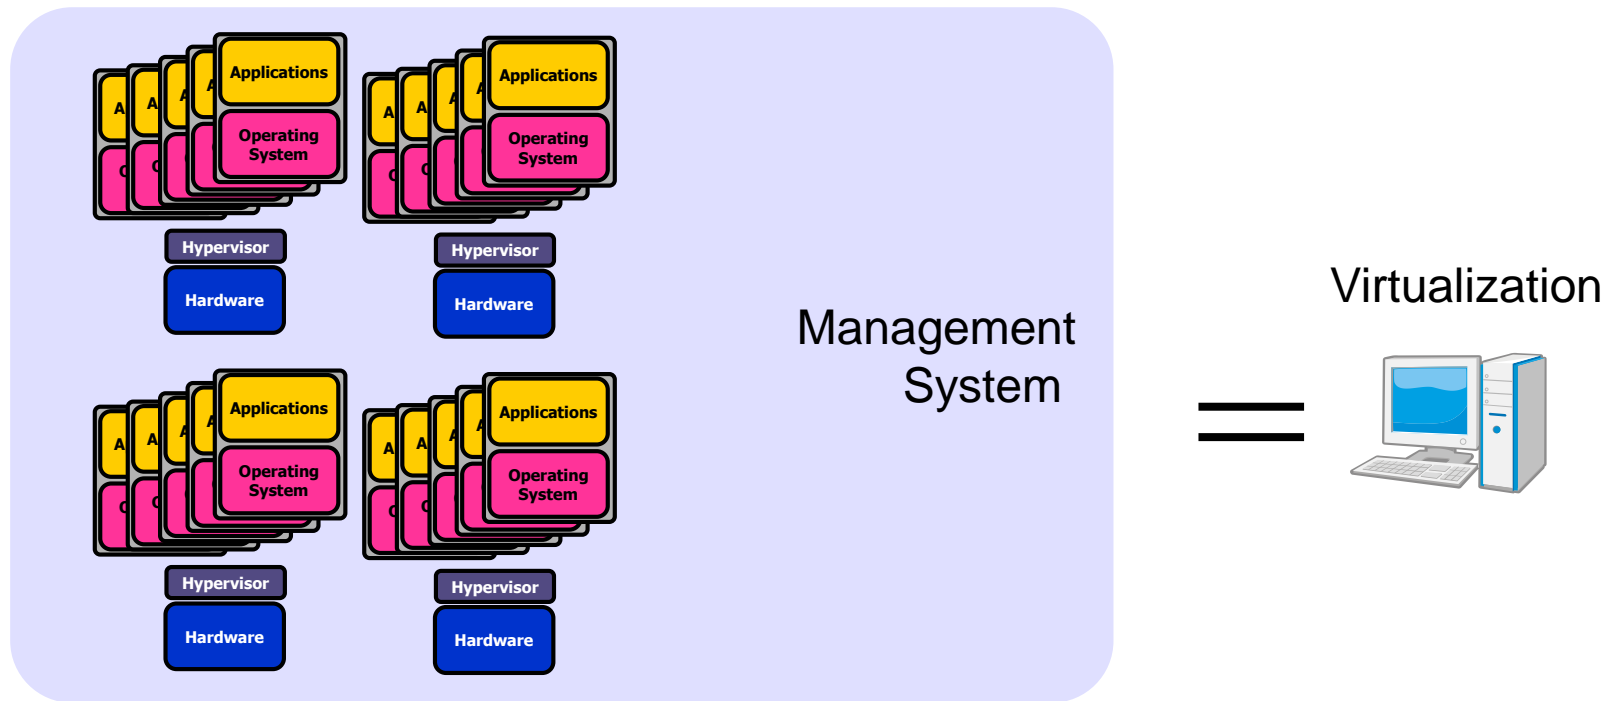 A
A
A
A
Applications
O
O
Operating
System
Hypervisor
Hardware
A
A
A
A
Applications
O
O
Operating
System
Hypervisor
Hardware
Management
System
Virtualization
A
A
A
A
Applications
O
O
Operating
System
Hypervisor
Hardware
A
A
A
A
Applications
O
O
Operating
System
Hypervisor
Hardware